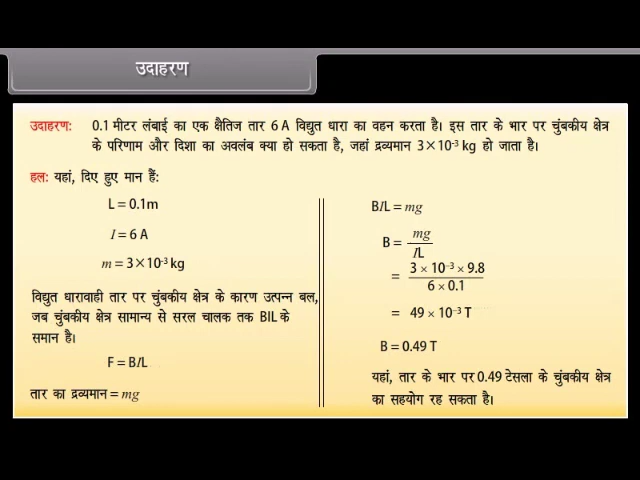 उदाहरण
उदाहरण: 0.1 मीटर लंबाई का एक क्षैतिज तार 6 A विद्युत धारा का वहन करता है। इस तार के भार पर चुंबकीय क्षेत्र
के परिणाम और दिशा का अवलंब क्या हो सकता है, जहां द्रव्यमान 3×10⁻³ kg हो जाता है।
हल: यहां, दिए हुए मान हैं:
L = 0.1m
I = 6 A
m = 3×10⁻³ kg
विद्युत धारावाही तार पर चुंबकीय क्षेत्र के कारण उत्पन्न बल,
जब चुंबकीय क्षेत्र सामान्य से सरल चालक तक BIL के
समान है।
F = BIL
तार का द्रव्यमान = mg
BIL = mg
B = mg / IL
= 3 × 10⁻³ × 9.8 / 6 × 0.1
= 49 × 10⁻³ T
B = 0.49 T
यहां, तार के भार पर 0.49 टेसला के चुंबकीय क्षेत्र
का सहयोग रह सकता है।